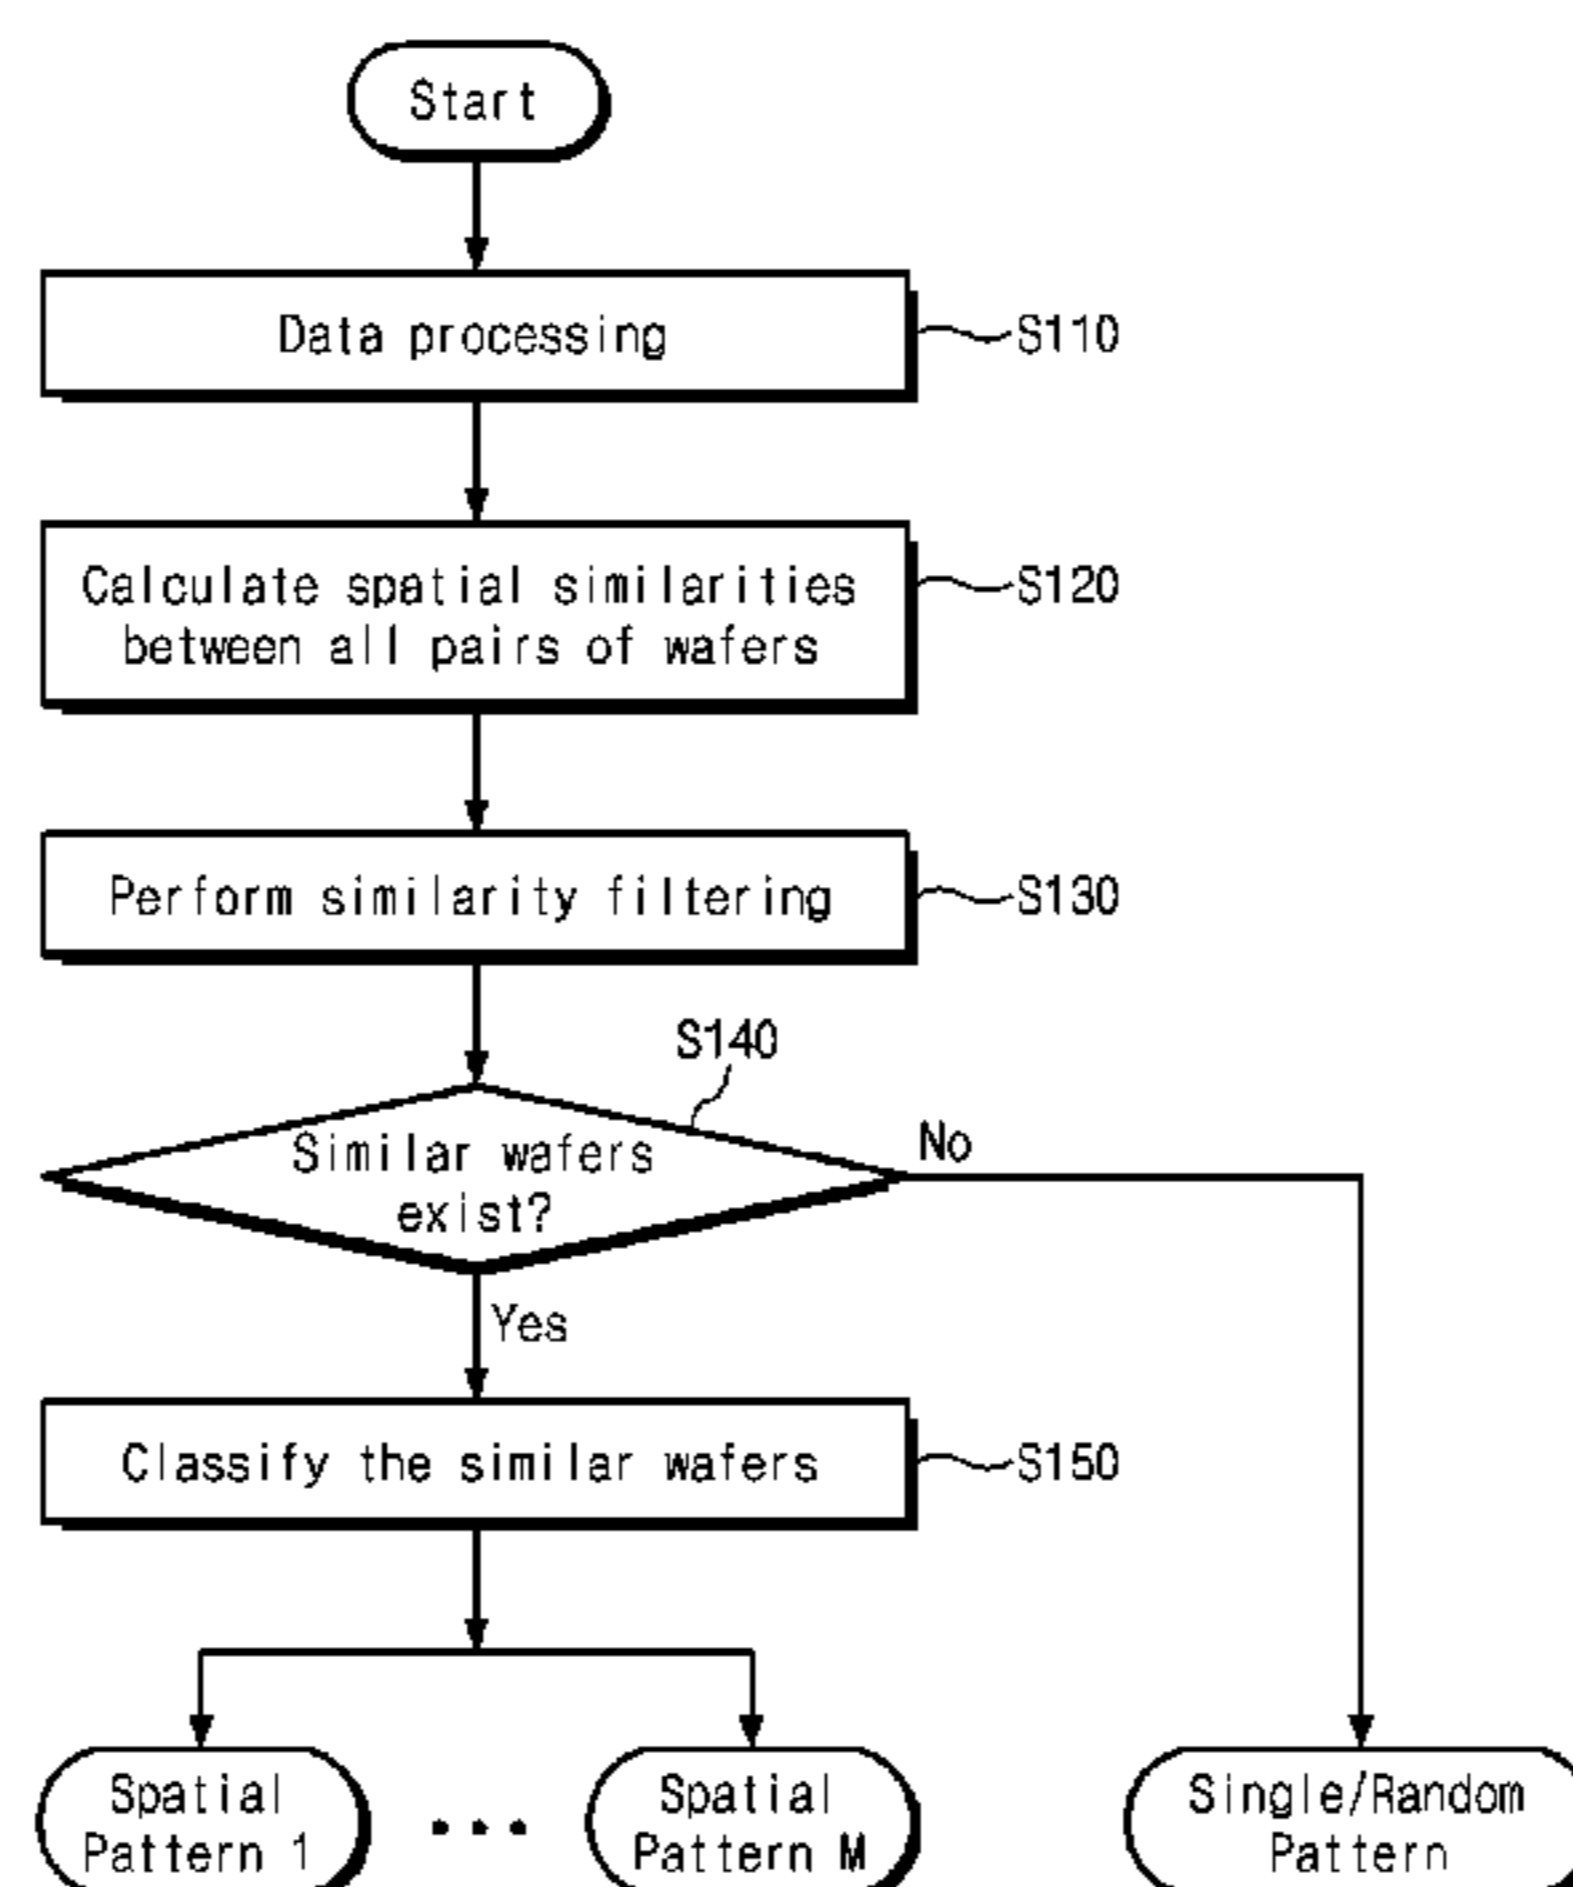 Start
Data processing
S110
Calculate spatial similarities
between all pairs of wafers
S120
Perform similarity filtering
S130
S140
Similar wafers
exist?
No
Yes
Classify the similar wafers
S150
Spatial
Pattern 1
...
Spatial
Pattern M
Single/Random
Pattern